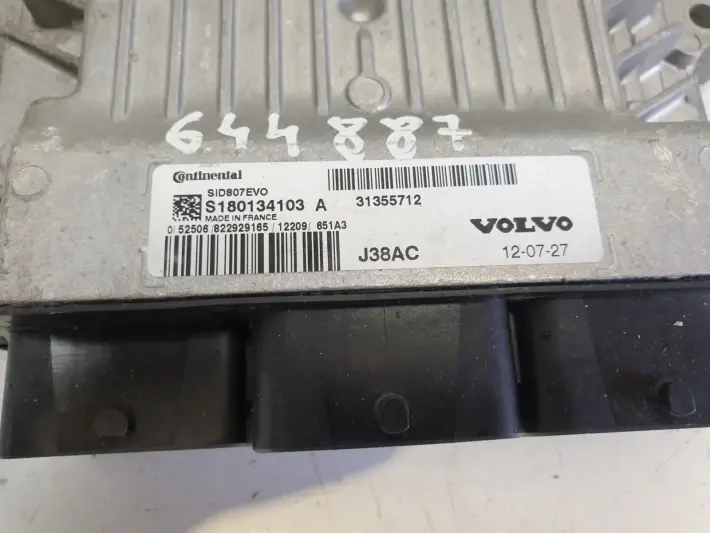 644887
Continental
SID807EVO
S180134103 A
MADE IN FRANCE
0/52506/822929165/12209/651A3
31355712
VOLVO
J38AC
12-07-27